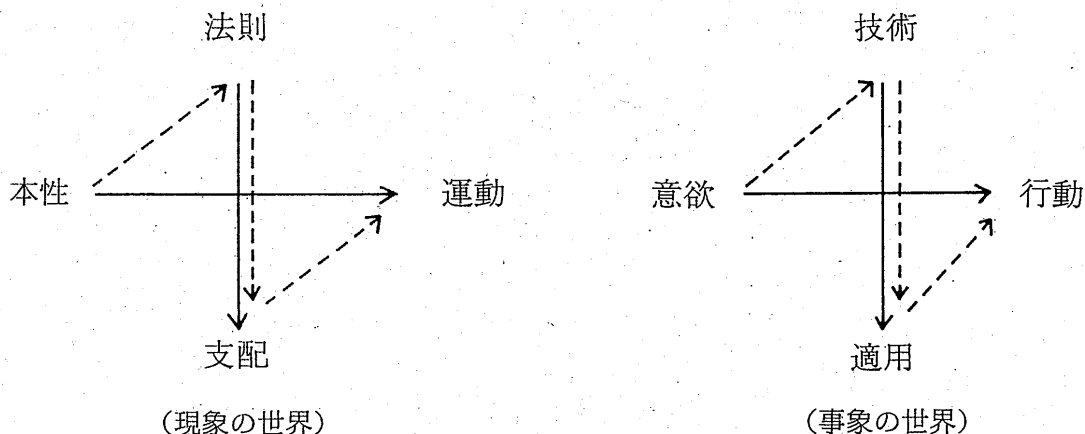 法則
本性
運動
支配
（現象の世界）
技術
意欲
行動
適用
（事象の世界）